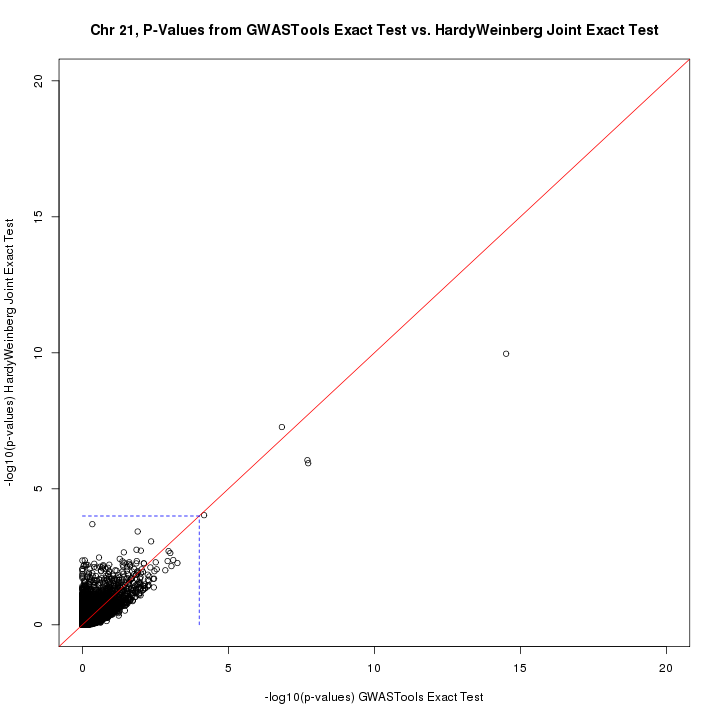 Chr 21, P-Values from GWASTools Exact Test vs. HardyWeinberg Joint Exact Test
-log10(p-values) HardyWeinberg Joint Exact Test
20
15
10
5
0
0 5 10 15 20
-log10(p-values) GWASTools Exact Test